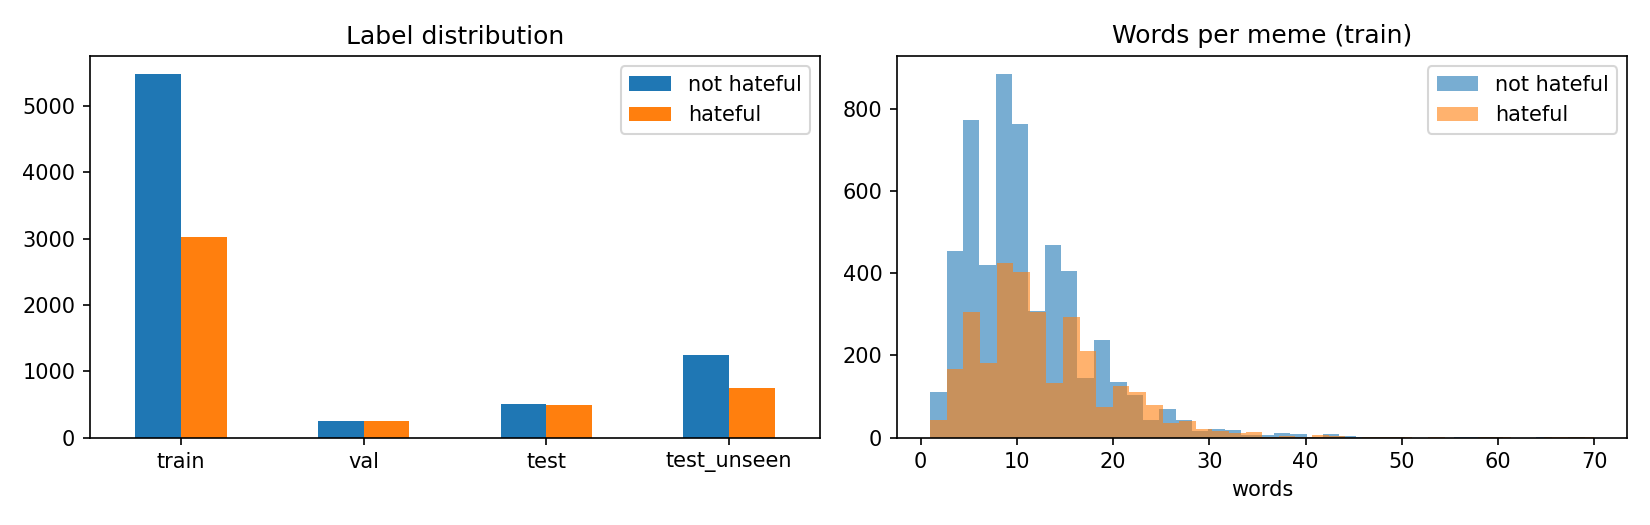 Label distribution
not hateful
hateful
5000
4000
3000
2000
1000
0
train val test test_unseen
Words per meme (train)
not hateful
hateful
800
600
400
200
0
0 10 20 30 40 50 60 70
words